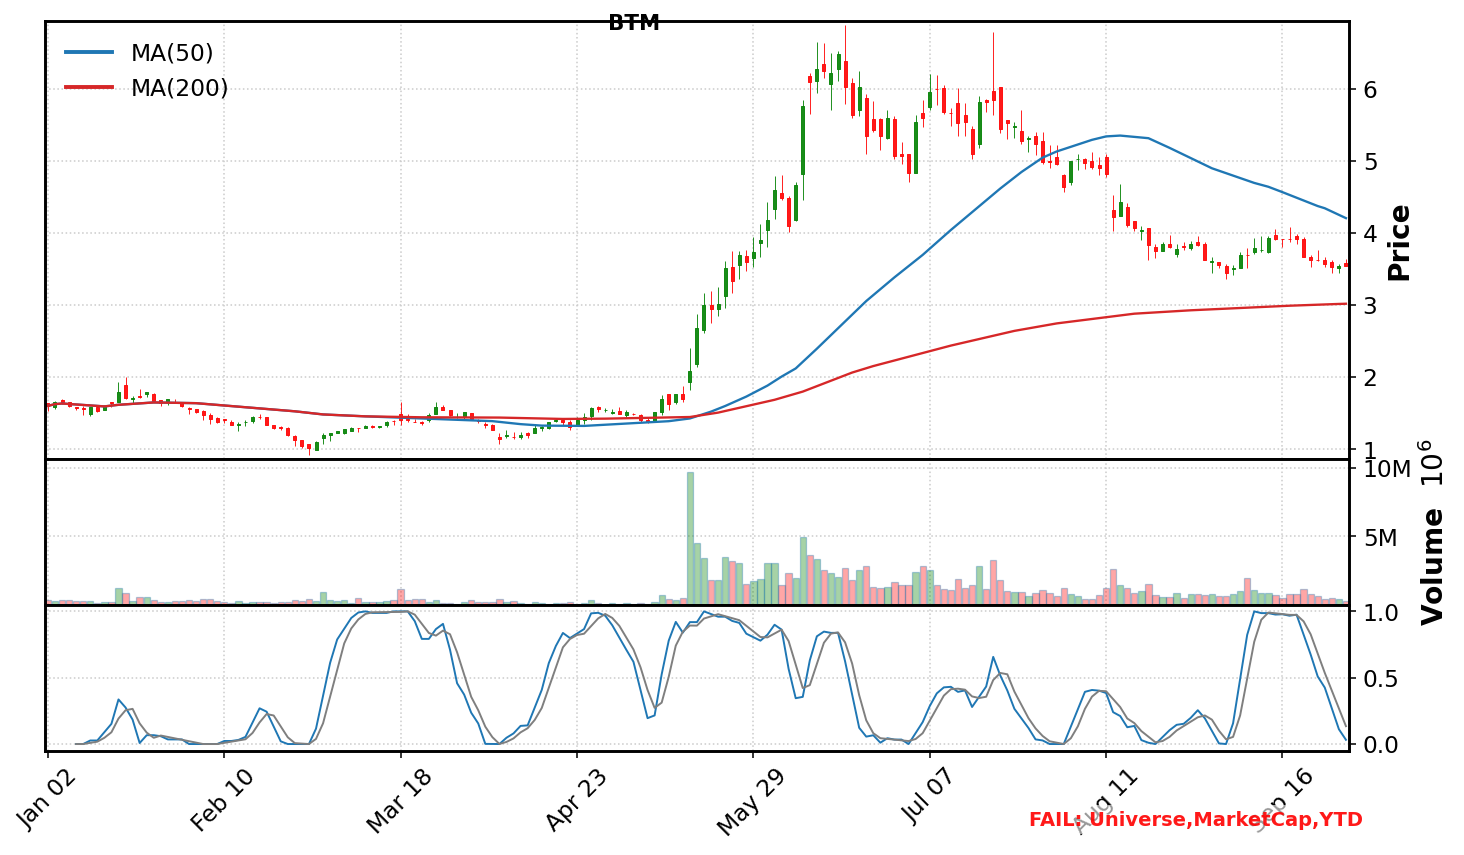 BTM
MA(50)
MA(200)
6
5
4
3
2
1
Price
10M
5M
Volume 10^6
1.0
0.5
0.0
Jan 02
Feb 10
Mar 18
Apr 23
May 29
Jul 07
Aug 11
Sep 16
FAIL: Universe,MarketCap,YTD